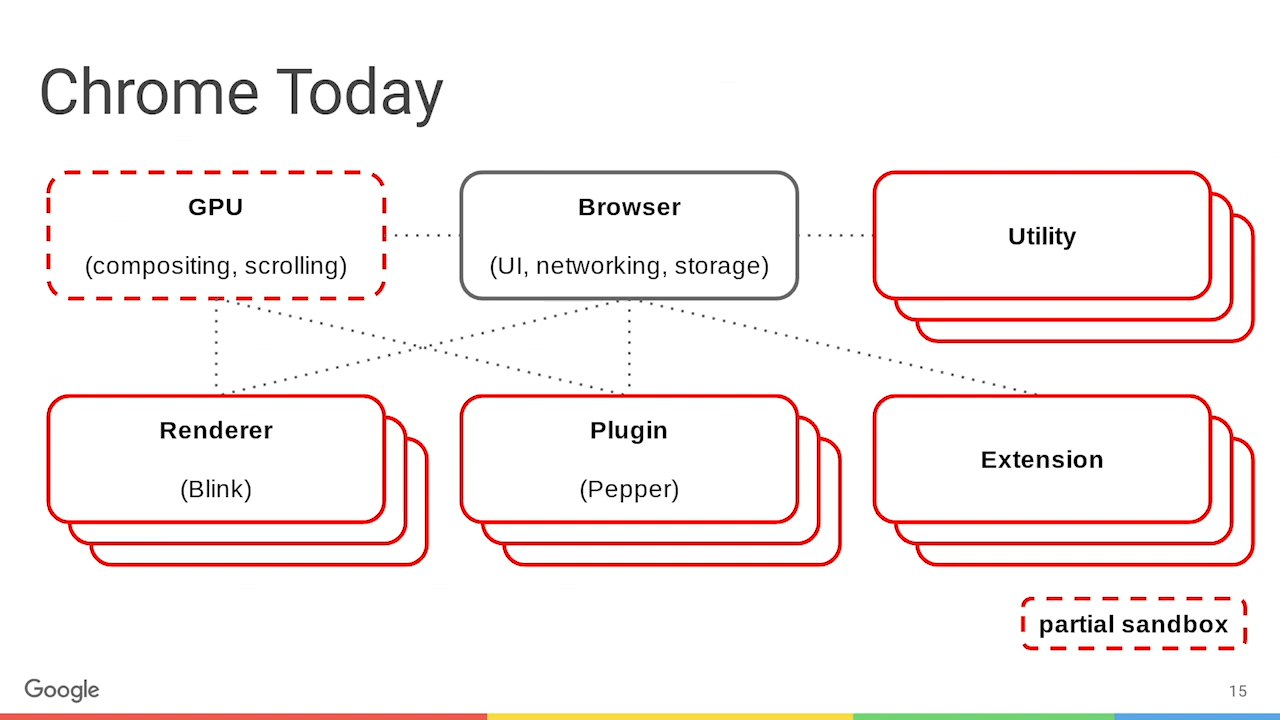 Chrome Today
GPU
(compositing, scrolling)
Browser
(UI, networking, storage)
Utility
Renderer
(Blink)
Plugin
(Pepper)
Extension
partial sandbox
Google
15